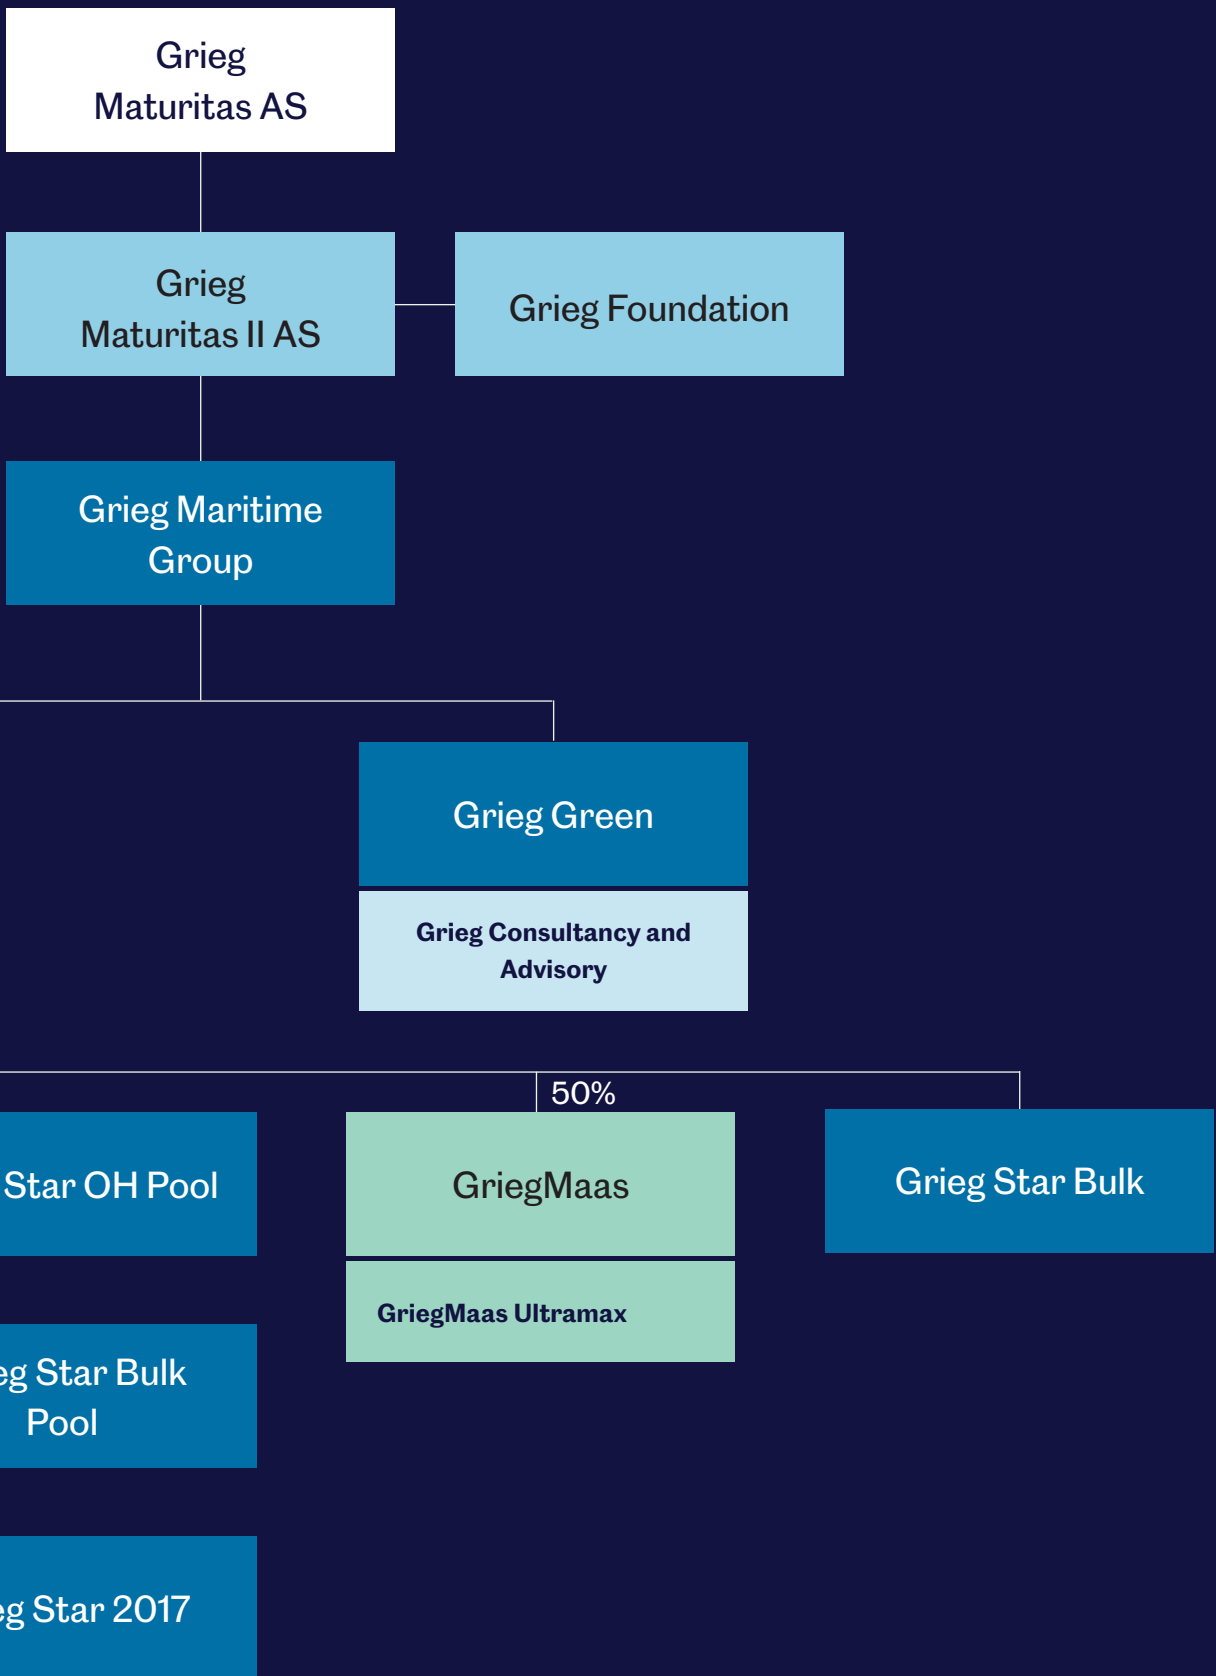 Grieg
Maturitas AS
Grieg
Maturitas II AS
Grieg Foundation
Grieg Maritime
Group
Grieg Green
Grieg Consultancy and
Advisory
50%
Star OH Pool
GriegMaas
Grieg Star Bulk
GriegMaas Ultramax
Star Bulk
Pool
Star 2017